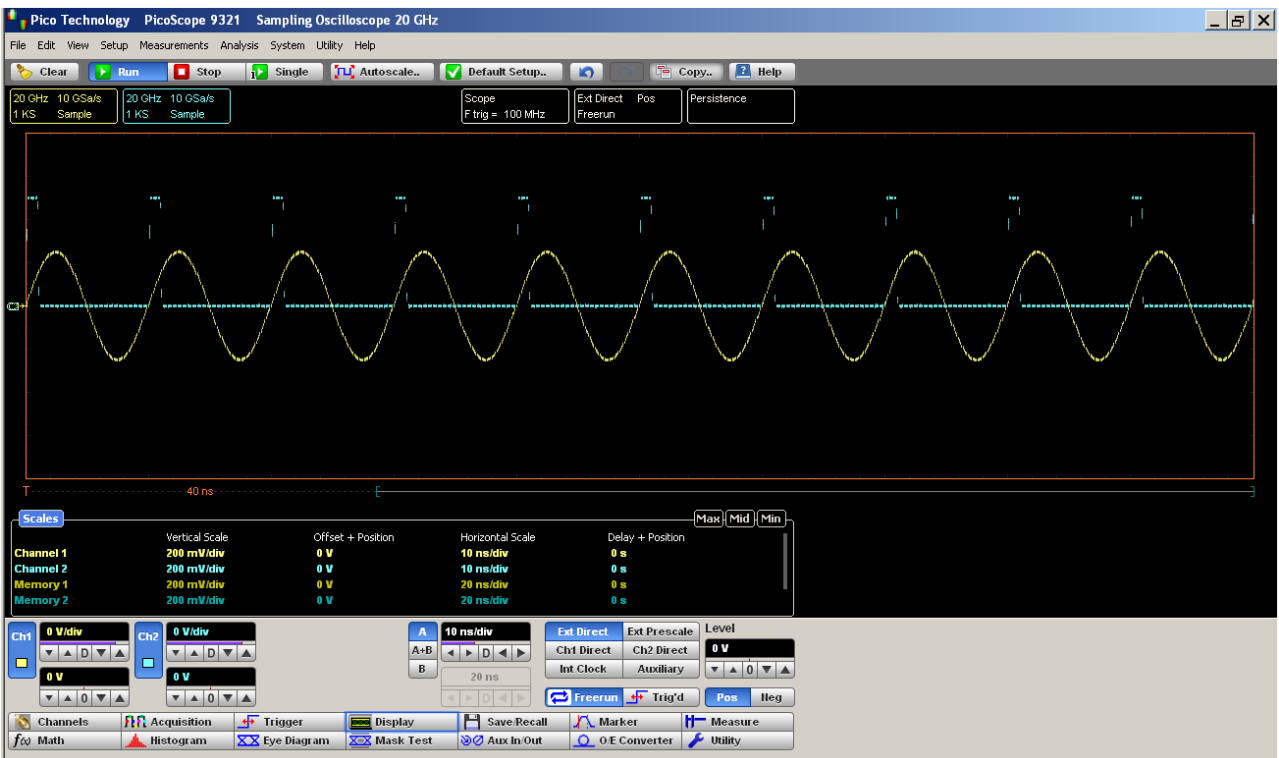 Pico Technology PicoScope 9321 Sampling Oscilloscope 20 GHz
File Edit View Setup Measurements Analysis System Utility Help
Clear Run Stop Single Autoscale.. Default Setup.. Copy.. Help
20 GHz 10 GSa/s 20 GHz 10 GSa/s Scope Ext Direct Pos Persistence
1 KS Sample 1 KS Sample F trig = 100 MHz Freerun
T 40 ns
Scales Max Mid Min
Vertical Scale Offset + Position Horizontal Scale Delay + Position
Channel 1 200 mV/div 0 V 10 ns/div 0 s
Channel 2 200 mV/div 0 V 10 ns/div 0 s
Memory 1 200 mV/div 0 V 20 ns/div 0 s
Memory 2 200 mV/div 0 V 20 ns/div 0 s
Ch1 0 V/div Ch2 0 V/div A 10 ns/div Ext Direct Ext Prescale Level
D D A+B D Ch1 Direct Ch2 Direct 0 V
0 V 0 V B 20 ns Int Clock Auxiliary 0
0 0 D Freerun Trig'd Pos Neg
Channels Acquisition Trigger Display Save/Recall Marker Measure
f(x) Math Histogram Eye Diagram Mask Test Aux In/Out O/E Converter Utility